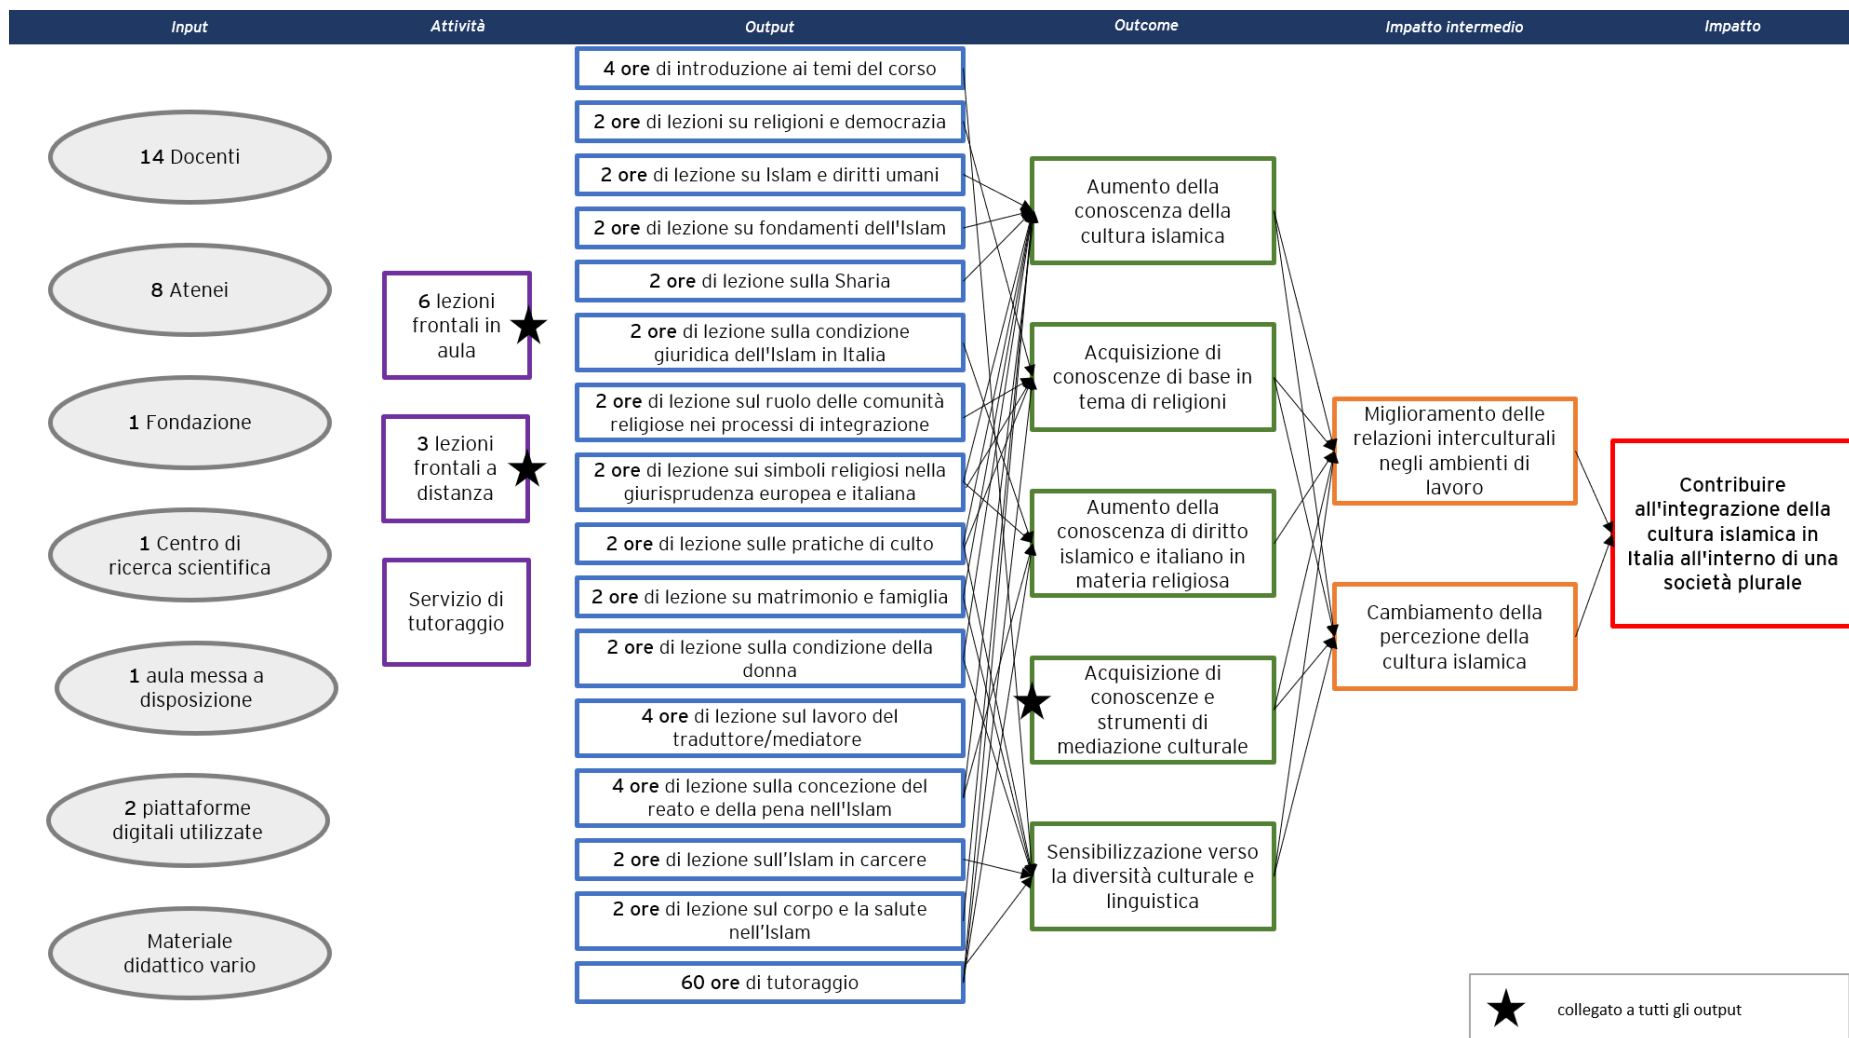 Input
Attività
Output
Outcome
Impatto intermedio
Impatto
14 Docenti
8 Atenei
1 Fondazione
1 Centro di
ricerca scientifica
1 aula messa a
disposizione
2 piattaforme
digitali utilizzate
Materiale
didattico vario
6 lezioni
frontali in
aula
3 lezioni
frontali a
distanza
Servizio di
tutoraggio
4 ore di introduzione ai temi del corso
2 ore di lezioni su religioni e democrazia
2 ore di lezione su Islam e diritti umani
2 ore di lezione su fondamenti dell'Islam
2 ore di lezione sulla Sharia
2 ore di lezione sulla condizione
giuridica dell'Islam in Italia
2 ore di lezione sul ruolo delle comunità
religiose nei processi di integrazione
2 ore di lezione sui simboli religiosi nella
giurisprudenza europea e italiana
2 ore di lezione sulle pratiche di culto
2 ore di lezione su matrimonio e famiglia
2 ore di lezione sulla condizione della
donna
4 ore di lezione sul lavoro del
traduttore/mediatore
4 ore di lezione sulla concezione del
reato e della pena nell'Islam
2 ore di lezione sull’Islam in carcere
2 ore di lezione sul corpo e la salute
nell’Islam
60 ore di tutoraggio
Aumento della
conoscenza della
cultura islamica
Acquisizione di
conoscenze di base in
tema di religioni
Aumento della
conoscenza di diritto
islamico e italiano in
materia religiosa
Acquisizione di
conoscenze e
strumenti di
mediazione culturale
Sensibilizzazione verso
la diversità culturale e
linguistica
Miglioramento delle
relazioni interculturali
negli ambienti di
lavoro
Cambiamento della
percezione della
cultura islamica
Contribuire
all'integrazione della
cultura islamica in
Italia all'interno di una
società plurale
collegato a tutti gli output